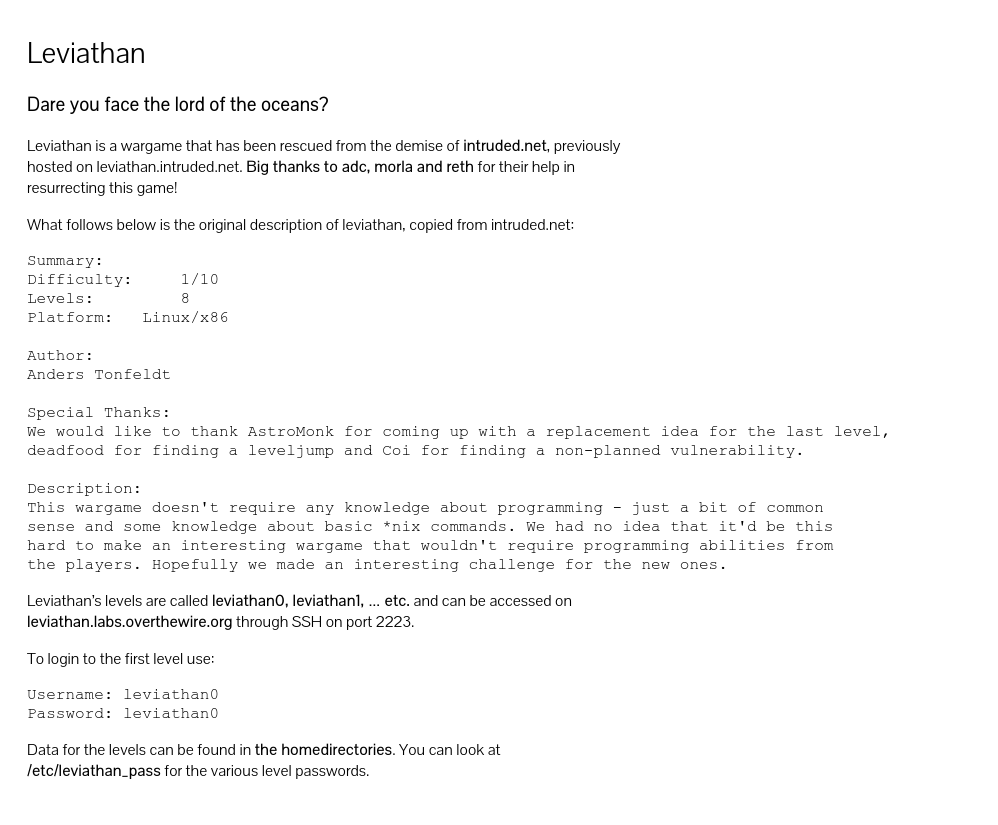 Leviathan
Dare you face the lord of the oceans?
Leviathan is a wargame that has been rescued from the demise of intruded.net, previously
hosted on leviathan.intruded.net. Big thanks to adc, morla and reth for their help in
resurrecting this game!
What follows below is the original description of leviathan, copied from intruded.net:
Summary:
Difficulty:     1/10
Levels:         8
Platform:   Linux/x86
Author:
Anders Tonfeldt
Special Thanks:
We would like to thank AstroMonk for coming up with a replacement idea for the last level,
deadfood for finding a leveljump and Coi for finding a non-planned vulnerability.
Description:
This wargame doesn't require any knowledge about programming - just a bit of common
sense and some knowledge about basic *nix commands. We had no idea that it'd be this
hard to make an interesting wargame that wouldn't require programming abilities from
the players. Hopefully we made an interesting challenge for the new ones.
Leviathan's levels are called leviathan0, leviathan1, ... etc. and can be accessed on
leviathan.labs.overthewire.org through SSH on port 2223.
To login to the first level use:
Username: leviathan0
Password: leviathan0
Data for the levels can be found in the homedirectories. You can look at
/etc/leviathan_pass for the various level passwords.